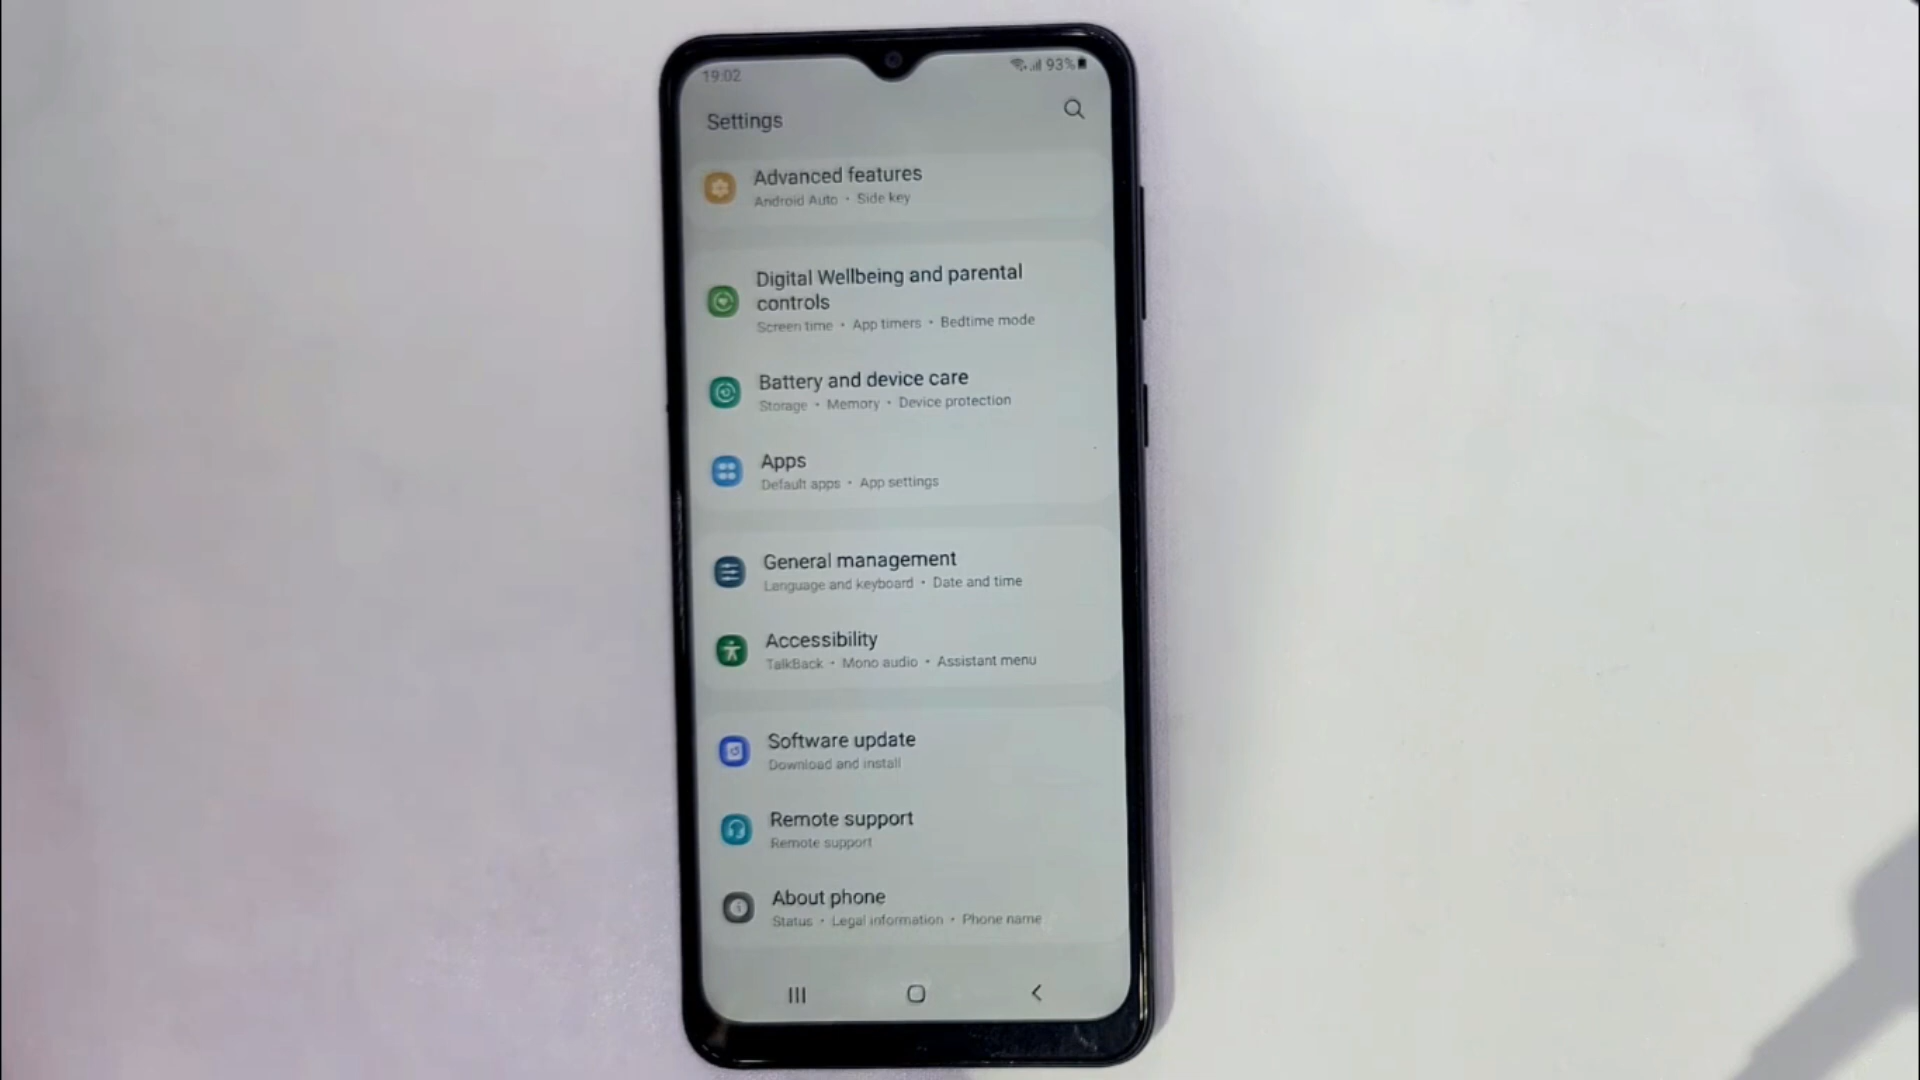 19:02 93%
Settings
Advanced features
Android Auto • Side key
Digital Wellbeing and parental
controls
Screen time • App timers • Bedtime mode
Battery and device care
Storage • Memory • Device protection
Apps
Default apps • App settings
General management
Language and keyboard • Date and time
Accessibility
TalkBack • Mono audio • Assistant menu
Software update
Download and install
Remote support
Remote support
About phone
Status • Legal information • Phone name